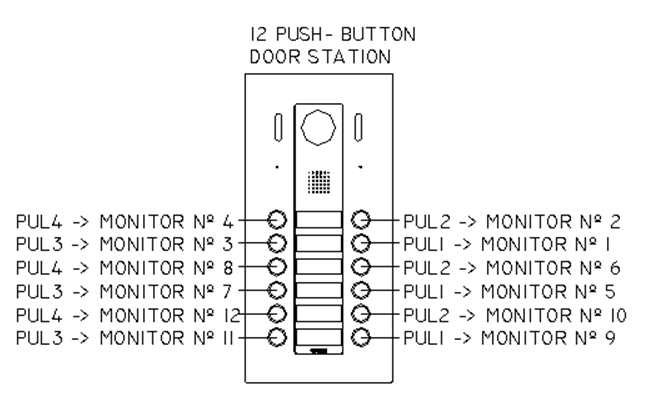 12 PUSH- BUTTON
DOOR STATION
PUL4 -> MONITOR Nº 4 PUL2 -> MONITOR Nº 2
PUL3 -> MONITOR Nº 3 PUL1 -> MONITOR Nº 1
PUL4 -> MONITOR Nº 8 PUL2 -> MONITOR Nº 6
PUL3 -> MONITOR Nº 7 PUL1 -> MONITOR Nº 5
PUL4 -> MONITOR Nº 12 PUL2 -> MONITOR Nº 10
PUL3 -> MONITOR Nº 11 PUL1 -> MONITOR Nº 9